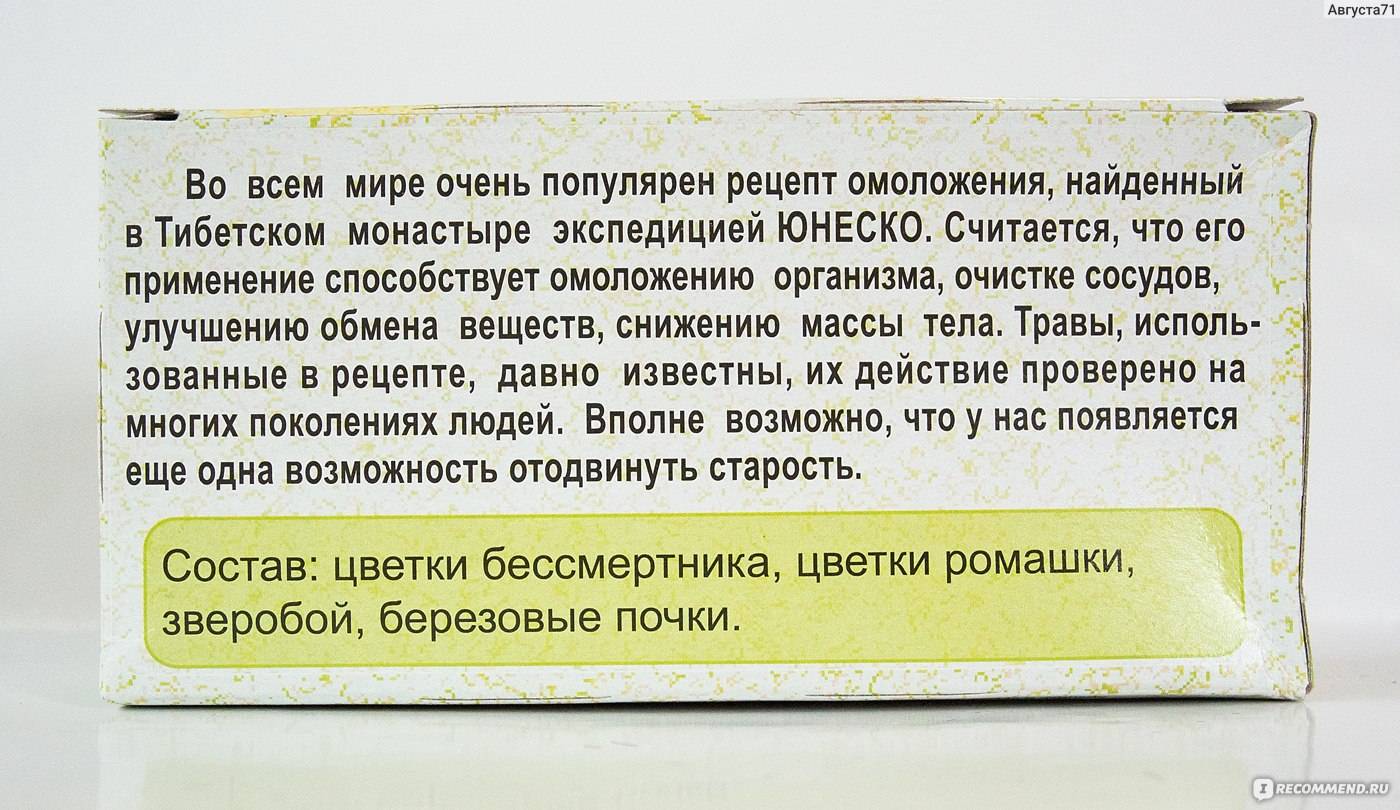 Августа71
Во всем мире очень популярен рецепт омоложения, найденный
в Тибетском монастыре экспедицией ЮНЕСКО. Считается, что его
применение способствует омоложению организма, очистке сосудов,
улучшению обмена веществ, снижению массы тела. Травы, исполь-
зованные в рецепте, давно известны, их действие проверено на
многих поколениях людей. Вполне возможно, что у нас появляется
еще одна возможность отодвинуть старость.
Состав: цветки бессмертника, цветки ромашки,
зверобой, березовые почки.
IRECOMMEND.RU